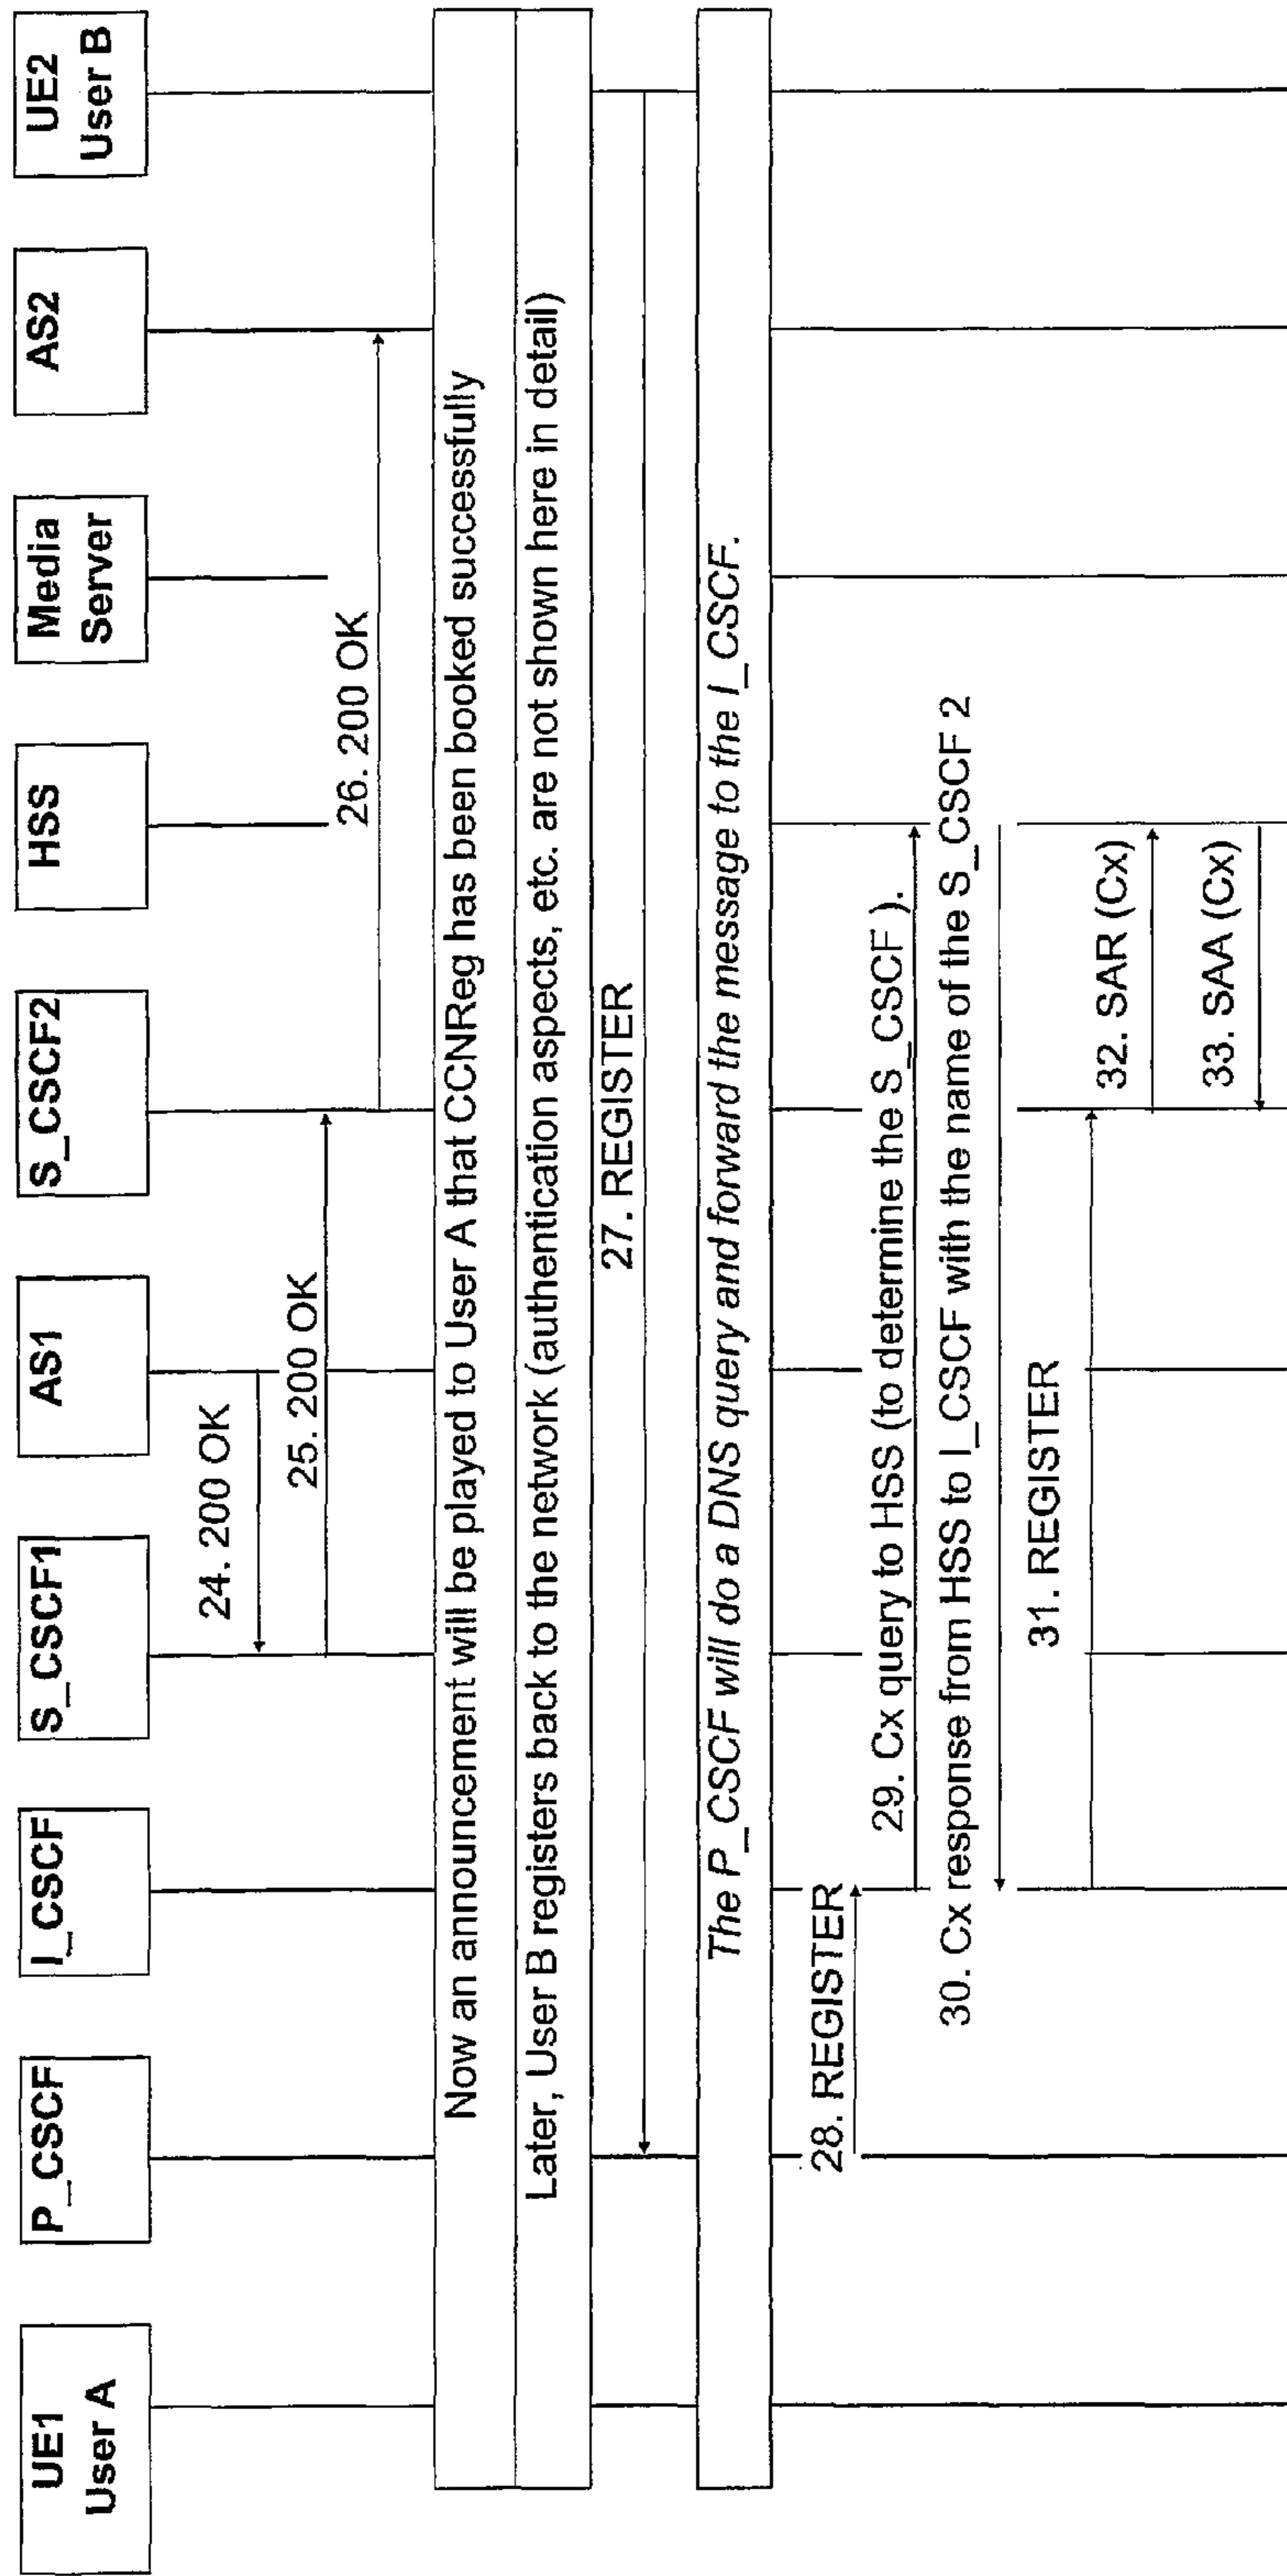 UE1
User A
P_CSCF
I_CSCF
S_CSCF1
AS1
S_CSCF2
HSS
Media
Server
AS2
UE2
User B
24. 200 OK
25. 200 OK
26. 200 OK
Now an announcement will be played to User A that CCNReg has been booked successfully
Later, User B registers back to the network (authentication aspects, etc. are not shown here in detail)
27. REGISTER
The P_CSCF will do a DNS query and forward the message to the I_CSCF.
28. REGISTER
29. Cx query to HSS (to determine the S_CSCF ).
30. Cx response from HSS to I_CSCF with the name of the S_CSCF 2
31. REGISTER
32. SAR (Cx)
33. SAA (Cx)